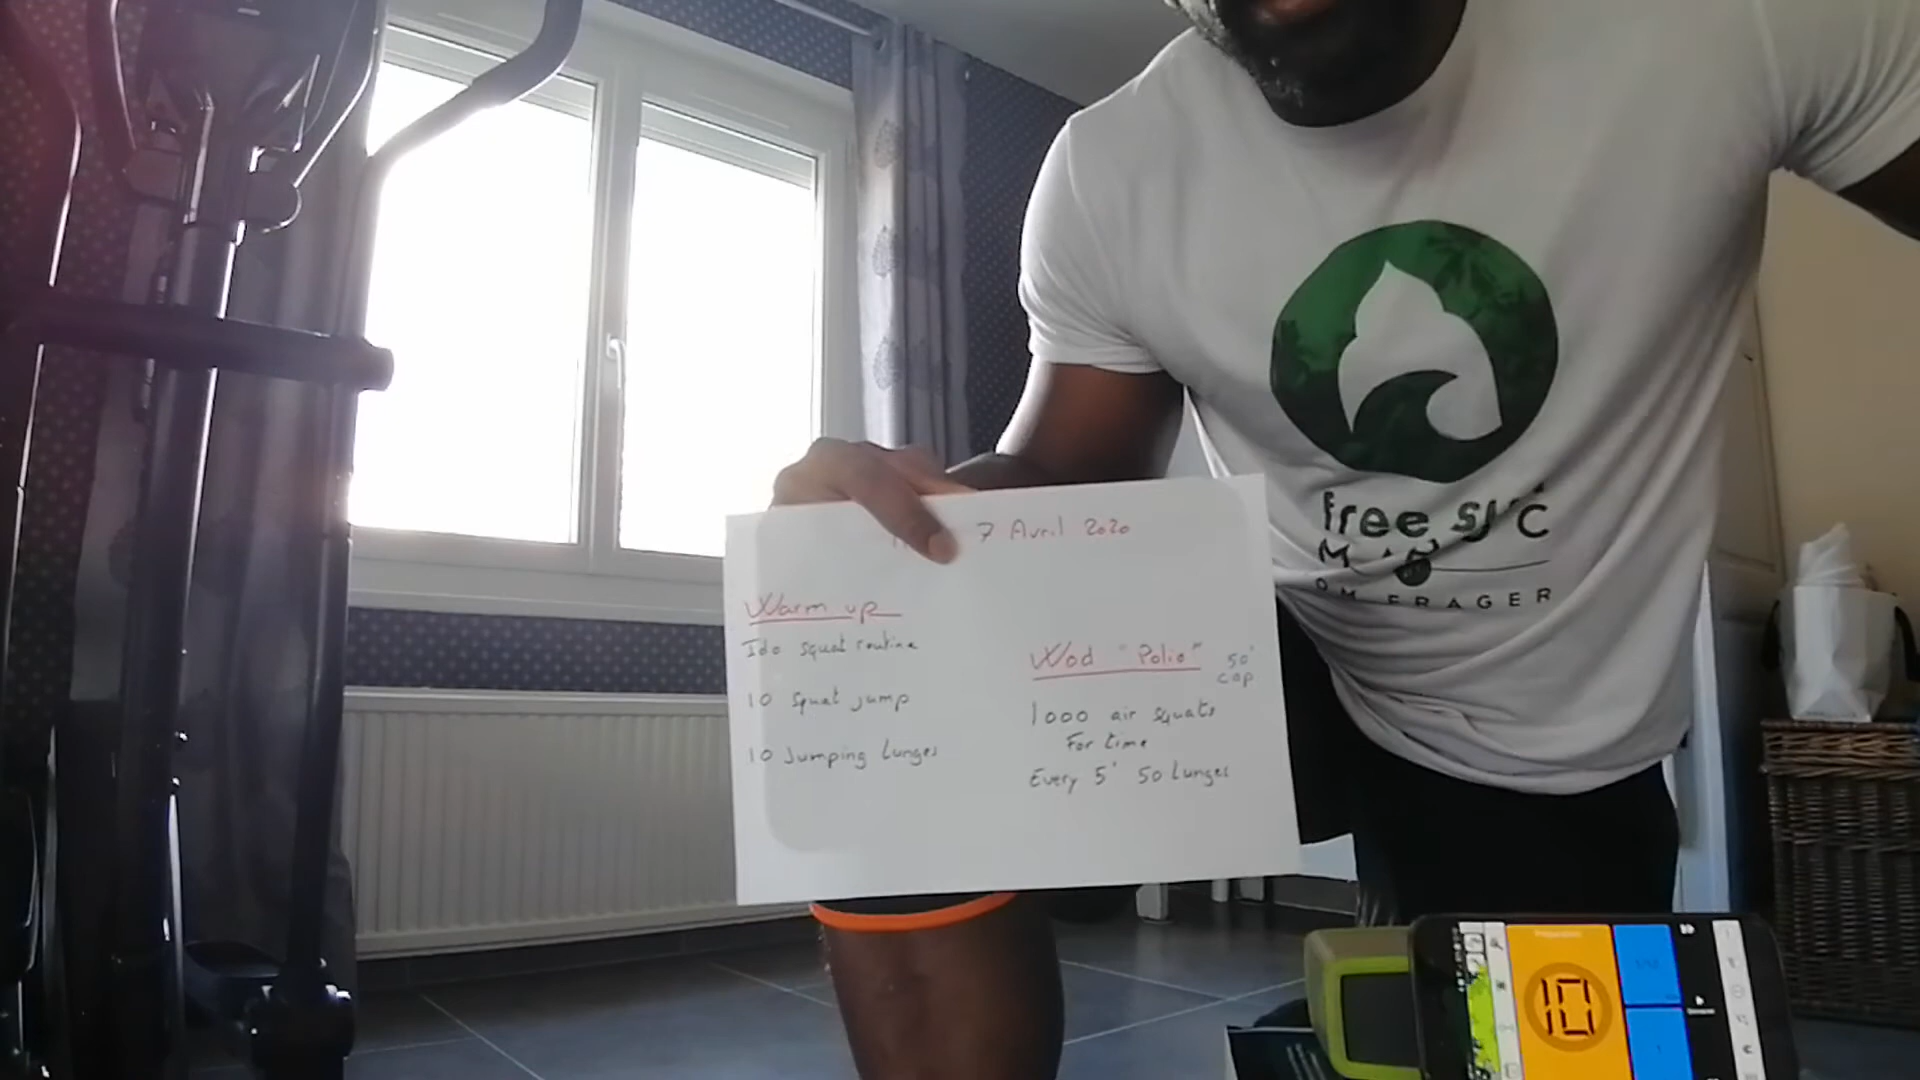 7 Avril 2020
Warm up
Ido squat routine
10 squat jump
10 Jumping Lunges
Wod "Polio" 50'
cap
1000 air squats
For time
Every 5' 50 Lunges
free
FRAGER
10